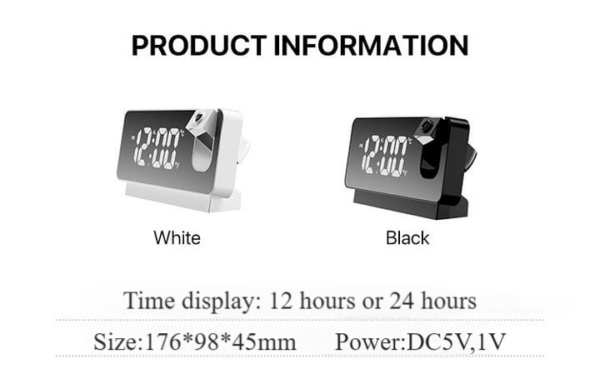 PRODUCT INFORMATION
12:00 12:00
White Black
Time display: 12 hours or 24 hours
Size:176*98*45mm Power:DC5V,1V